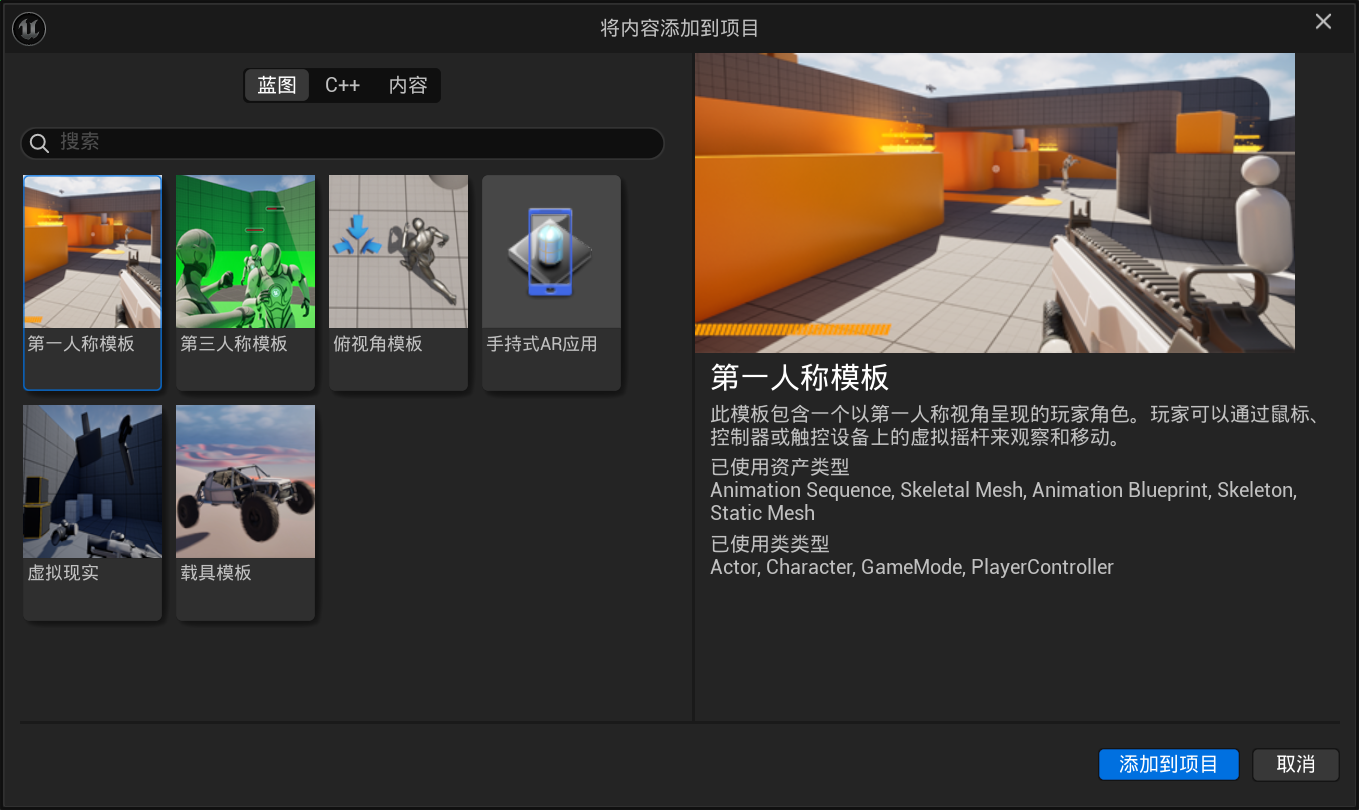 将内容添加到项目
蓝图 C++ 内容
搜索
第一人称模板
第三人称模板
俯视角模板
手持式AR应用
虚拟现实
载具模板
第一人称模板
此模板包含一个以第一人称视角呈现的玩家角色。玩家可以通过鼠标、
控制器或触控设备上的虚拟摇杆来观察和移动。
已使用资产类型
Animation Sequence, Skeletal Mesh, Animation Blueprint, Skeleton,
Static Mesh
已使用类类型
Actor, Character, GameMode, PlayerController
添加到项目
取消